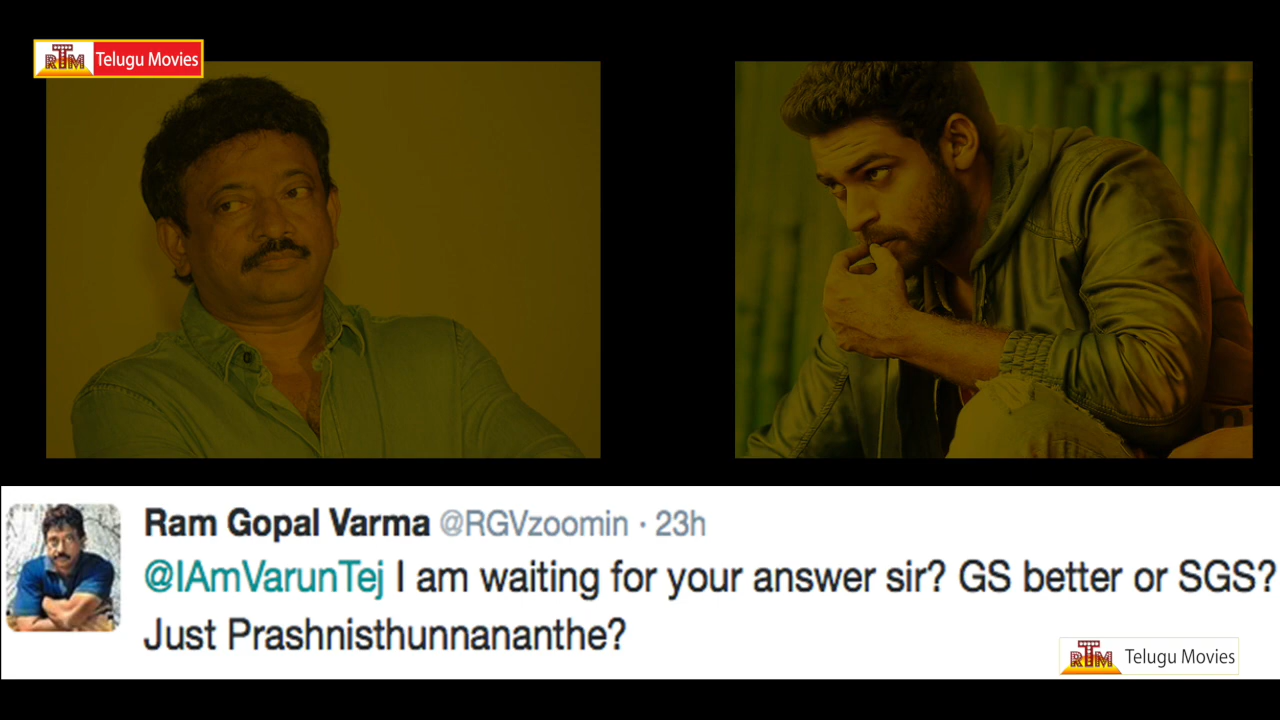 RTM Telugu Movies
Ram Gopal Varma @RGVzoomin · 23h
@IAmVarunTej I am waiting for your answer sir? GS better or SGS?
Just Prashnisthunnananthe?
RTM Telugu Movies